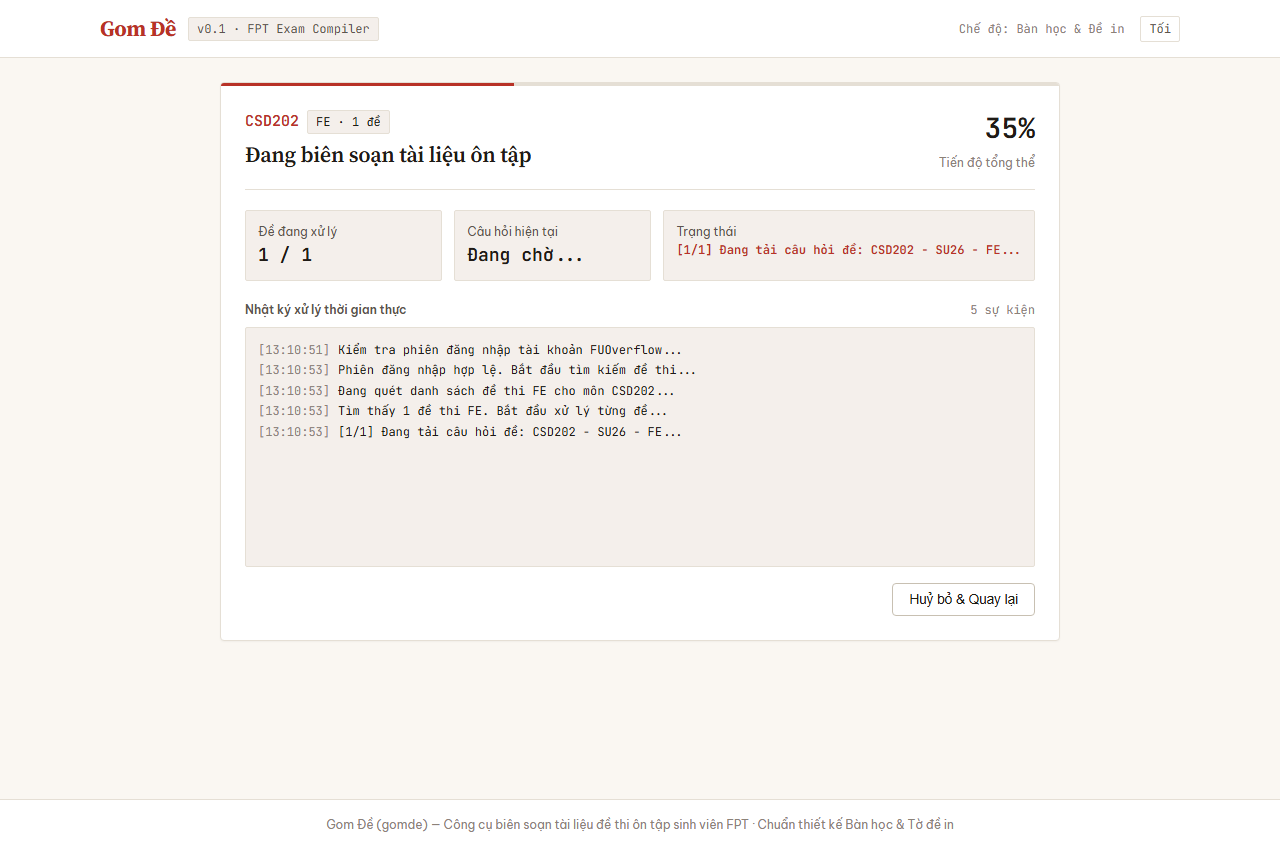 Gom Đề
v0.1 · FPT Exam Compiler
Chế độ: Bàn học & Đề in
Tối
CSD202
FE · 1 đề
35%
Đang biên soạn tài liệu ôn tập
Tiến độ tổng thể
Đề đang xử lý
1 / 1
Câu hỏi hiện tại
Đang chờ...
Trạng thái
[1/1] Đang tải câu hỏi đề: CSD202 - SU26 - FE...
Nhật ký xử lý thời gian thực
5 sự kiện
[13:10:51] Kiểm tra phiên đăng nhập tài khoản FUOverflow...
[13:10:53] Phiên đăng nhập hợp lệ. Bắt đầu tìm kiếm đề thi...
[13:10:53] Đang quét danh sách đề thi FE cho môn CSD202...
[13:10:53] Tìm thấy 1 đề thi FE. Bắt đầu xử lý từng đề...
[13:10:53] [1/1] Đang tải câu hỏi đề: CSD202 - SU26 - FE...
Huỷ bỏ & Quay lại
Gom Đề (gomde) — Công cụ biên soạn tài liệu đề thi ôn tập sinh viên FPT · Chuẩn thiết kế Bàn học & Tờ đề in